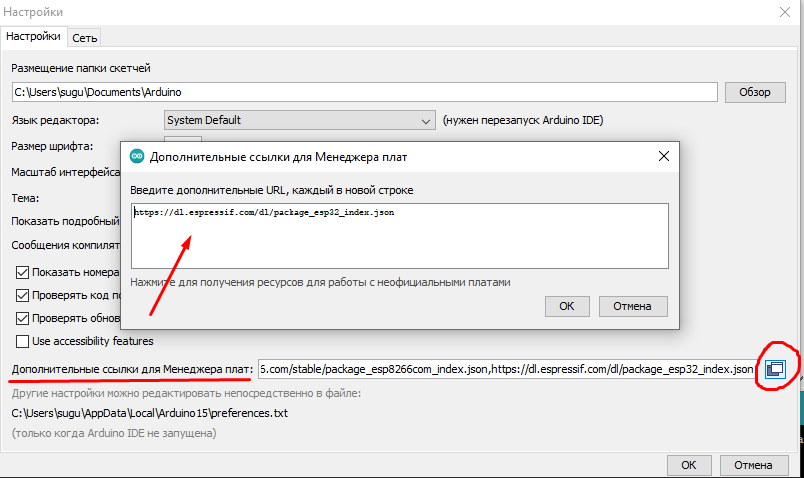 Настройки
Настройки Сеть
Размещение папки скетчей
C:\Users\sugu\Documents\Arduino Обзор
Язык редактора: System Default (нужен перезапуск Arduino IDE)
Размер шрифта:
Масштаб интерфейса
Тема:
Показать подробный
Сообщения компилят
Показать номера
Проверять код по
Проверять обнов
Use accessibility features
Дополнительные ссылки для Менеджера плат
Введите дополнительные URL, каждый в новой строке
https://dl.espressif.com/dl/package_esp32_index.json
Нажмите для получения ресурсов для работы с неофициальными платами
OK Отмена
Дополнительные ссылки для Менеджера плат: 6.com/stable/package_esp8266com_index.json,https://dl.espressif.com/dl/package_esp32_index.json
Другие настройки можно редактировать непосредственно в файле:
C:\Users\sugu\AppData\Local\Arduino15\preferences.txt
(только когда Arduino IDE не запущена)
OK Отмена